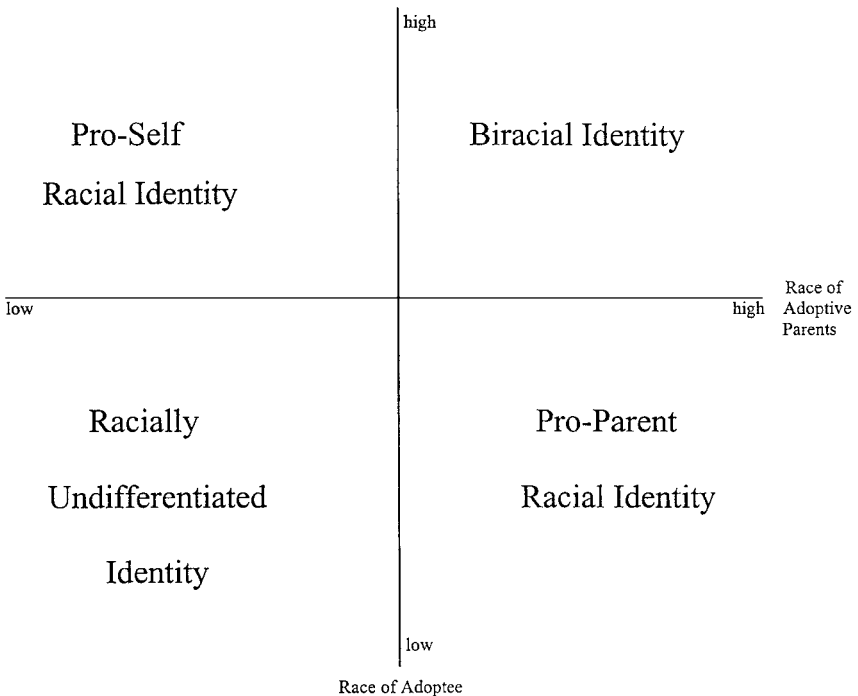 high
Pro-Self
Racial Identity
Biracial Identity
low
high
Race of
Adoptive
Parents
Racially
Undifferentiated
Identity
Pro-Parent
Racial Identity
low
Race of Adoptee